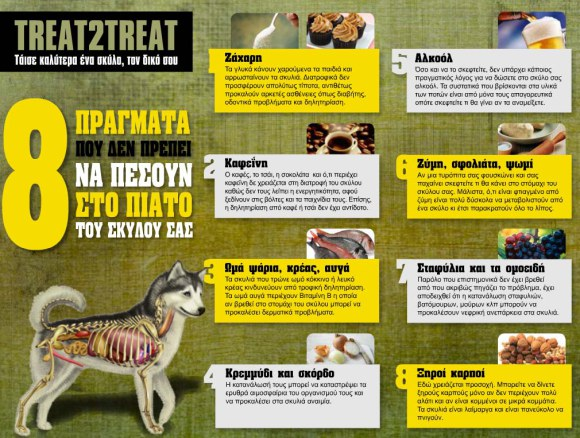 TREAT2TREAT
Τάισε καλύτερα ένα σκύλο, τον δικό σου
8
ΠΡΑΓΜΑΤΑ
ΠΟΥ ΔΕΝ ΠΡΕΠΕΙ
ΝΑ ΠΕΣΟΥΝ
ΣΤΟ ΠΙΑΤΟ
ΤΟΥ ΣΚΥΛΟΥ ΣΑΣ
Ζάχαρη
Τα γλυκά κάνουν χαρούμενα τα παιδιά και
αρρωσταίνουν τα σκυλιά. Διατροφικά δεν
προσφέρουν απολύτως τίποτα, αντιθέτως
προκαλούν αρκετές ασθένειες όπως διαβήτης,
οδοντικά προβλήματα και δηλητηρίαση.
2
Καφεΐνη
Ο καφές, το τσάι, η σοκολάτα και ό,τι περιέχει
καφεΐνη δε χρειάζεται στη διατροφή του σκύλου
καθώς δεν τους λείπει η ενεργητικότητα, αφού
ξεδίνουν στις βόλτες και τα παιχνίδια τους. Επίσης,
η δηλητηρίαση από καφέ ή τσάι δεν έχει αντίδοτο.
3
Ωμά ψάρια, κρέας, αυγά
Τα σκυλιά που τρώνε ωμό κόκκινο ή λευκό
κρέας κινδυνεύουν από τροφική δηλητηρίαση.
Τα ωμά αυγά περιέχουν Βιταμίνη Β η οποία
αν βρεθεί στο στομάχι του σκύλου μπορεί να
προκαλέσει δερματικά προβλήματα.
4
Κρεμμύδι και σκόρδο
Η κατανάλωσή τους μπορεί να καταστρέψει τα
ερυθρά αιμοσφαίρια του οργανισμού τους και
να προκαλέσει στα σκυλιά αναιμία.
5
Αλκοόλ
Όσο και να το σκεφτείτε, δεν υπάρχει κάποιος
πραγματικός λόγος για να δώσετε στο σκύλο σας
αλκοόλ. Τα συστατικά που βρίσκονται στα υλικά
των ποτών είναι από μόνα τους απαγορευτικά
οπότε σκεφτείτε τι θα γίνει αν τα αναμείξετε.
6
Ζύμη, σφολιάτα, ψωμί
Αν μια τυρόπιτα σας φουσκώνει και σας
παχαίνει σκεφτείτε τι θα κάνει στο στομάχι του
σκύλου σας. Μάλιστα, ό,τι είναι φτιαγμένο από
ζύμη είναι πολύ δύσκολο να μεταβολιστούν από
ένα σκύλο κι έτσι παρακρατούν όλο το λίπος.
7
Σταφύλια και τα ομοειδή
Παρόλο που επιστημονικά δεν έχει βρεθεί
από που ακριβώς πηγάζει το πρόβλημα, έχει
αποδειχθεί ότι η κατανάλωση σταφυλιών,
βατόμουρων, μούρων κλπ μπορούν να
προκαλέσουν νεφρική ανεπάρκεια στα σκυλιά.
8
Ξηροί καρποί
Εδώ χρειάζεται προσοχή. Μπορείτε να δίνετε
ξηρούς καρπούς μόνο αν δεν περιέχουν πολύ
αλάτι και αν είναι κομμένοι σε μικρά κομμάτια.
Τα σκυλιά είναι λαίμαργα και είναι πανεύκολο να
πνιγούν.